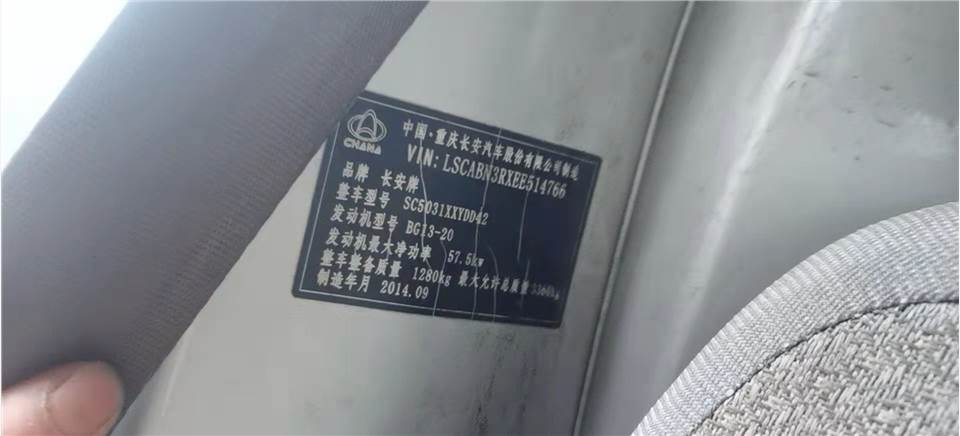 CHANA
中国·重庆长安汽车股份有限公司制造
VIN: LSCABN3RXEE514766
品牌 长安牌
整车型号 SC5031XXYDD42
发动机型号 BG13-20
发动机最大净功率 57.5kw
整车整备质量 1280kg 最大允许总质量
制造年月 2014.09